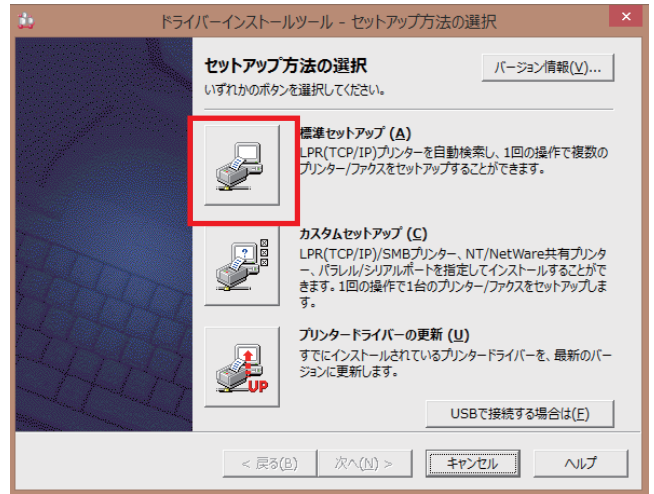 ドライバーインストールツール - セットアップ方法の選択
×
セットアップ方法の選択
バージョン情報(V)...
いずれかのボタンを選択してください。
標準セットアップ (A)
LPR(TCP/IP)プリンターを自動検索し、1回の操作で複数の
プリンター/ファクスをセットアップすることができます。
カスタムセットアップ (C)
LPR(TCP/IP)/SMBプリンター、NT/NetWare共有プリンタ
ー、パラレル/シリアルポートを指定してインストールすることがで
きます。1回の操作で1台のプリンター/ファクスをセットアップしま
す。
プリンタードライバーの更新 (U)
すでにインストールされているプリンタードライバーを、最新のバー
ジョンに更新します。
UP
USBで接続する場合は(F)
< 戻る(B)
次へ(N) >
キャンセル
ヘルプ